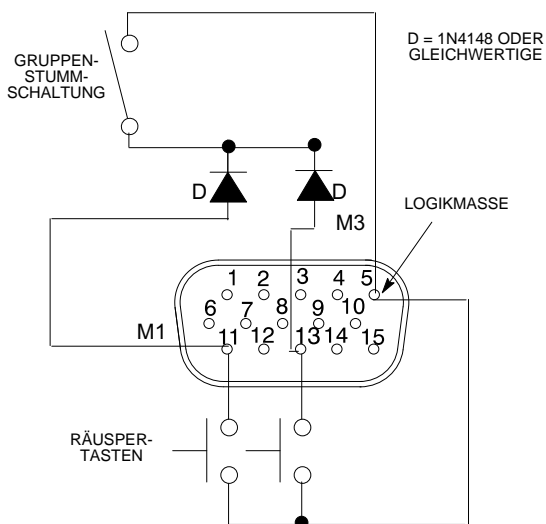 GRUPPEN-
STUMM-
SCHALTUNG
D = 1N4148 ODER
GLEICHWERTIGE
D
D
M3
LOGIKMASSE
1 2 3 4 5
6 7 8 9 10
M1
11 12 13 14 15
RÄUSPER-
TASTEN